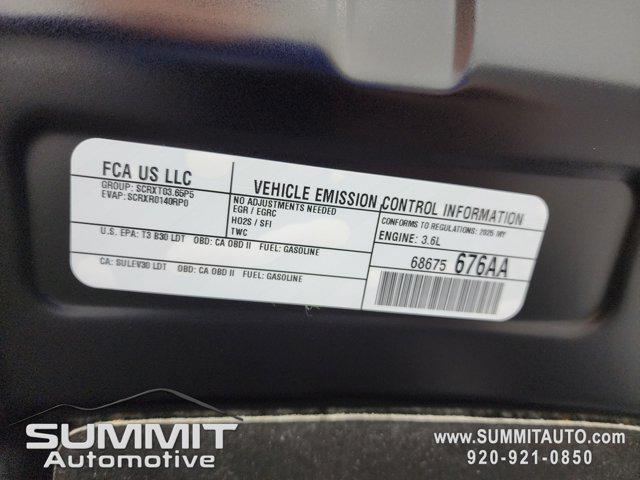 FCA US LLC
GROUP: SCRXT03.65P5
EVAP: SCRXR0140RP0
VEHICLE EMISSION CONTROL INFORMATION
NO ADJUSTMENTS NEEDED
EGR / EGRC
HO2S / SFI
TWC
CONFORMS TO REGULATIONS: 2025 MY
ENGINE: 3.6L
U.S. EPA: T3 B30 LDT OBD: CA OBD II FUEL: GASOLINE
CA: SULEV30 LDT OBD: CA OBD II FUEL: GASOLINE
68675 676AA
SUMMIT
Automotive
WWW.SUMMITAUTO.COM
920-921-0850